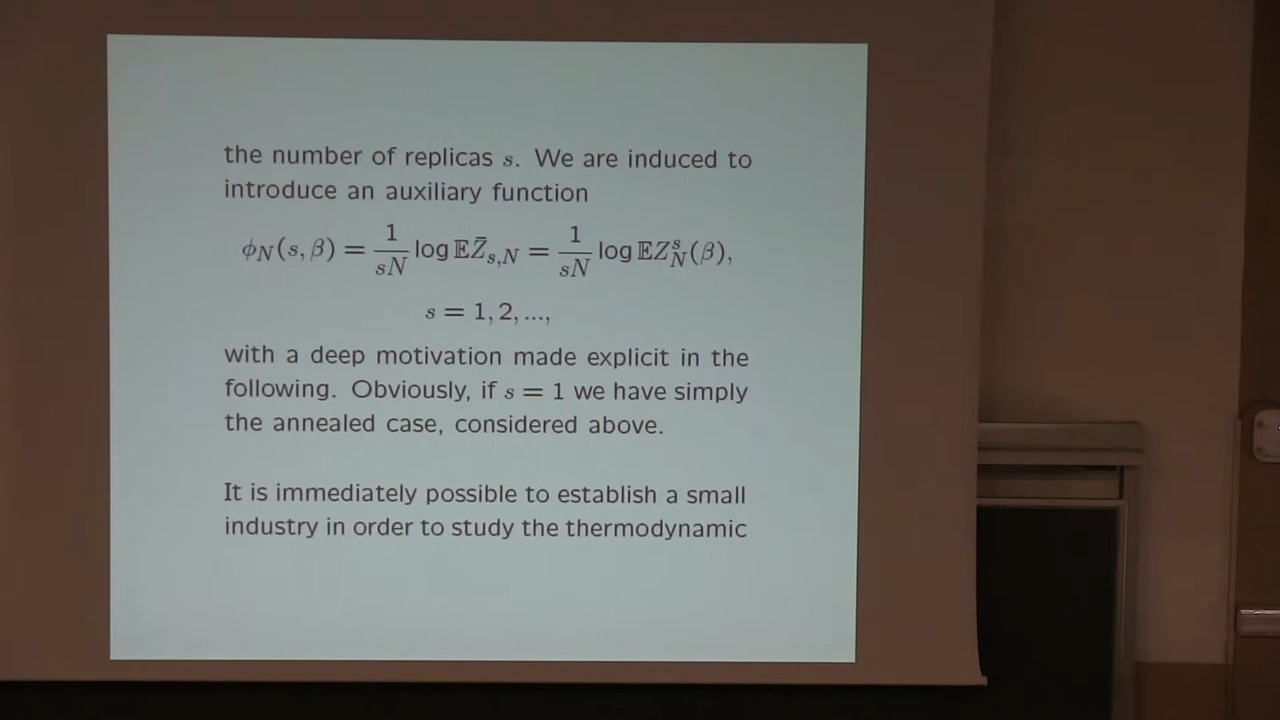 the number of replicas s. We are induced to
introduce an auxiliary function
ϕ_N(s, β) = \frac{1}{sN} log 𝔼Z̄_{s,N} = \frac{1}{sN} log 𝔼Z_N^s(β),
s = 1, 2, ...,
with a deep motivation made explicit in the
following. Obviously, if s = 1 we have simply
the annealed case, considered above.
It is immediately possible to establish a small
industry in order to study the thermodynamic